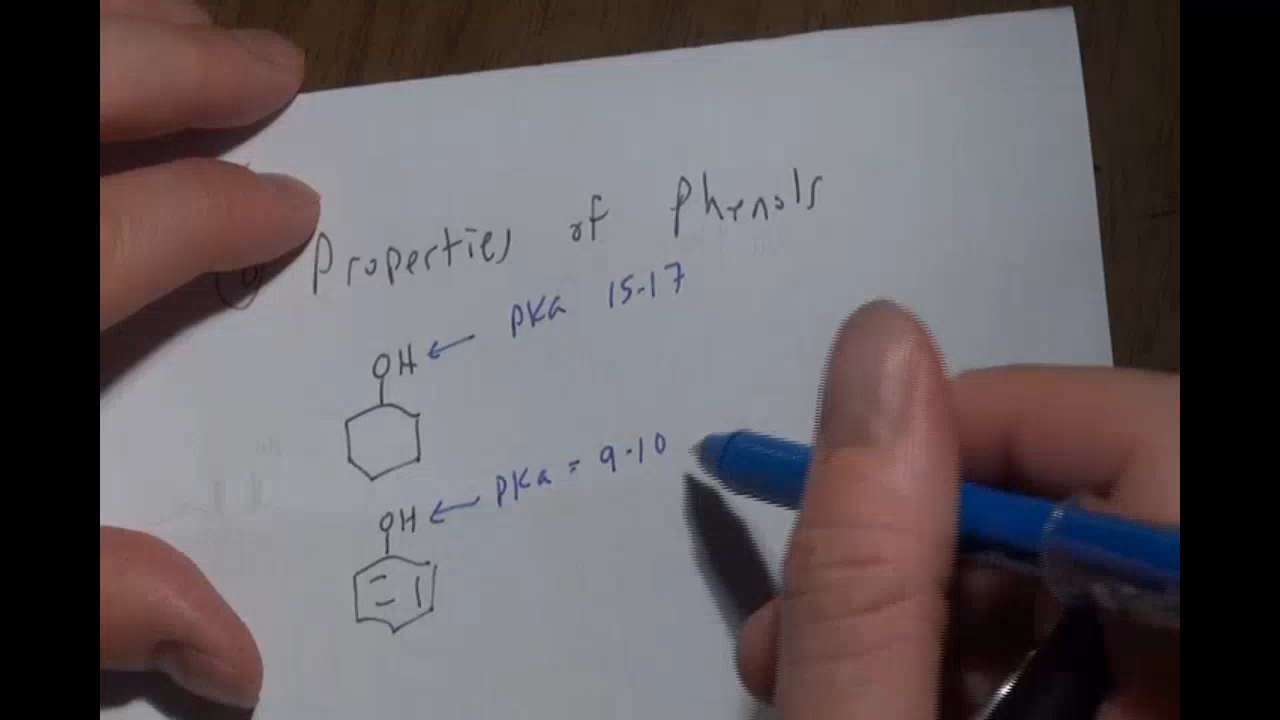 Properties of Phenols
PKa 15-17
OH
PKa = 9-10
OH